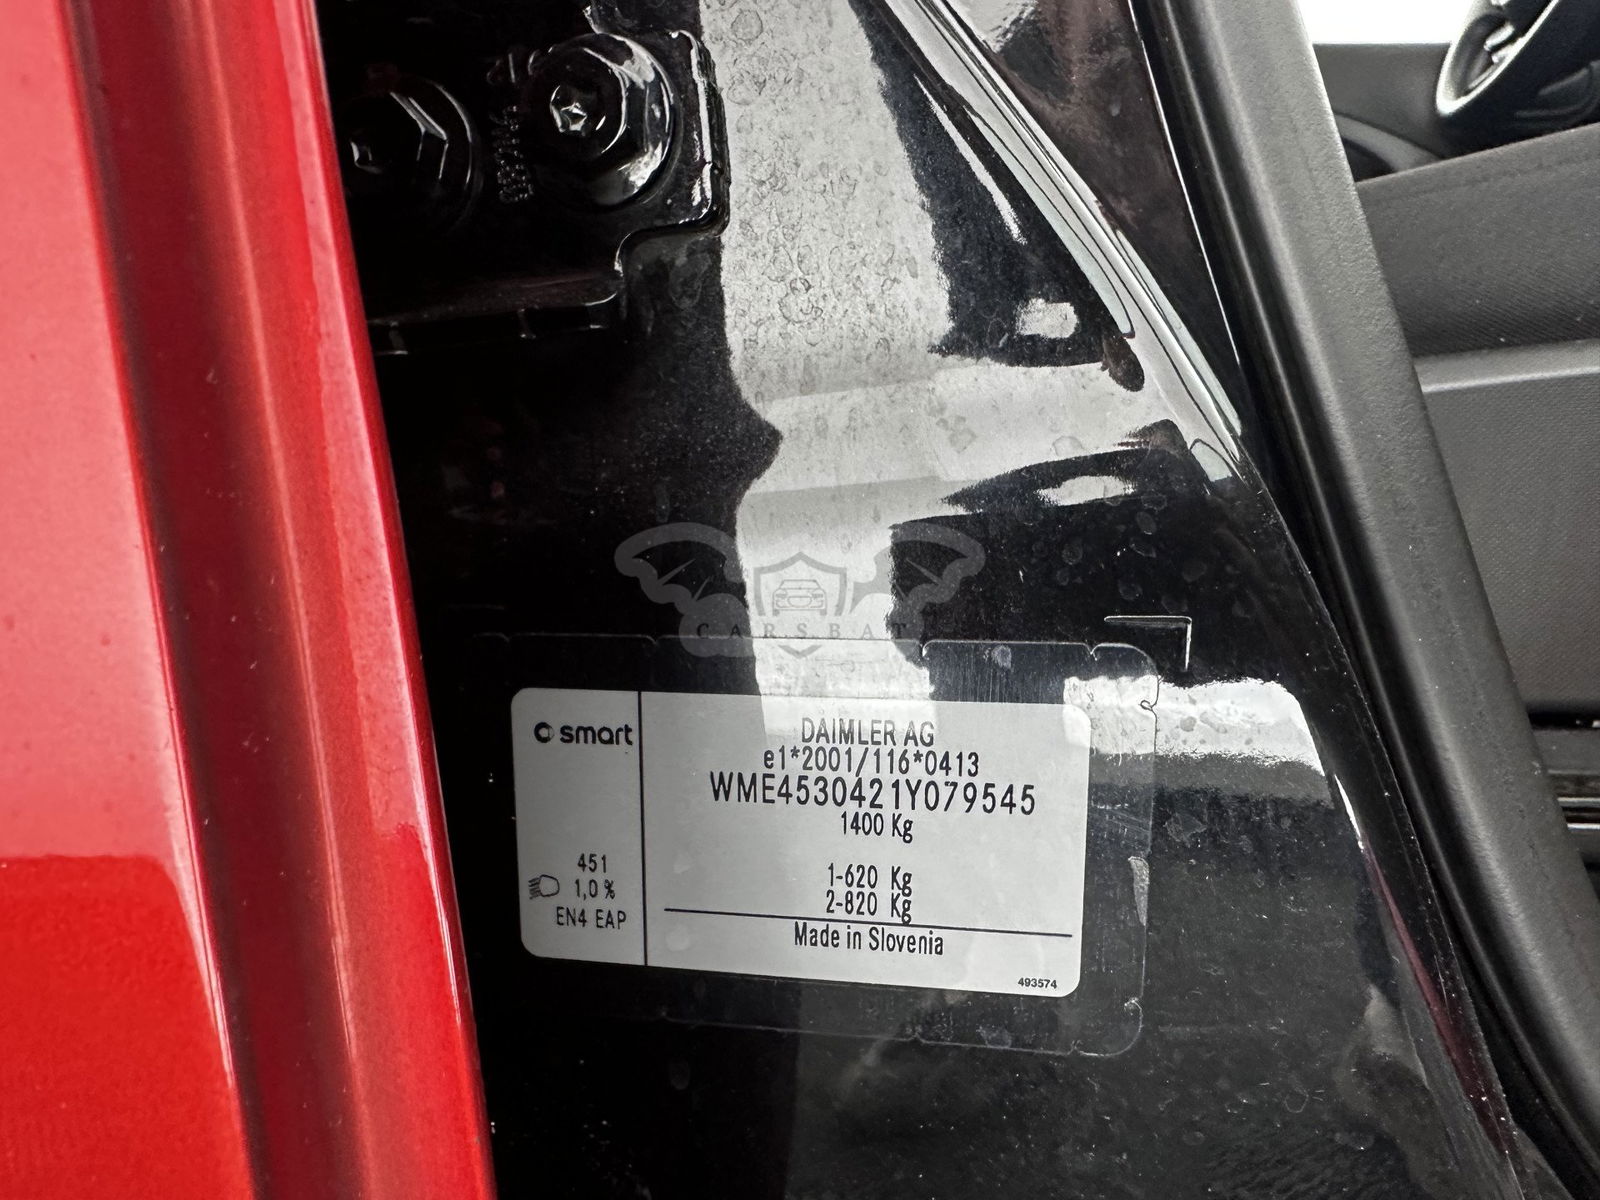 CARSBAT
smart
DAIMLER AG
e1*2001/116*0413
WME4530421Y079545
1400 Kg
1-620 Kg
2-820 Kg
Made in Slovenia
493574
451
1,0 %
EN4 EAP